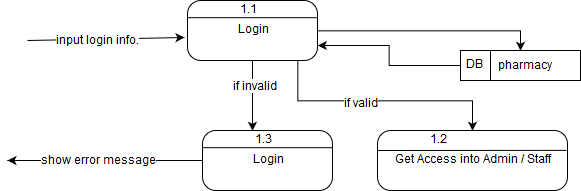 1.1
Login
input login info.
DB
pharmacy
if invalid
if valid
1.3
Login
1.2
Get Access into Admin / Staff
show error message